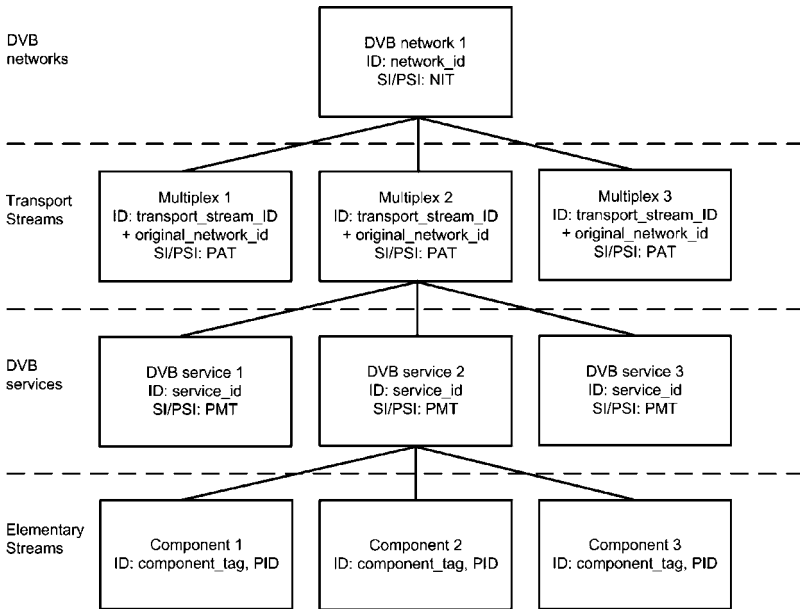 DVB
networks
DVB network 1
ID: network_id
SI/PSI: NIT
Transport
Streams
Multiplex 1
ID: transport_stream_ID
+ original_network_id
SI/PSI: PAT
Multiplex 2
ID: transport_stream_ID
+ original_network_id
SI/PSI: PAT
Multiplex 3
ID: transport_stream_ID
+ original_network_id
SI/PSI: PAT
DVB
services
DVB service 1
ID: service_id
SI/PSI: PMT
DVB service 2
ID: service_id
SI/PSI: PMT
DVB service 3
ID: service_id
SI/PSI: PMT
Elementary
Streams
Component 1
ID: component_tag, PID
Component 2
ID: component_tag, PID
Component 3
ID: component_tag, PID